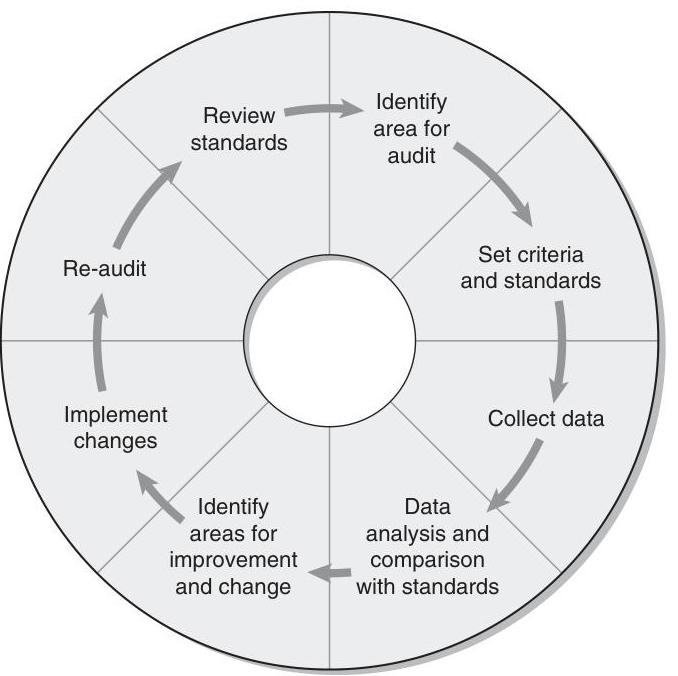 Identify
area for
audit
Set criteria
and standards
Collect data
Data
analysis and
comparison
with standards
Identify
areas for
improvement
and change
Implement
changes
Re-audit
Review
standards